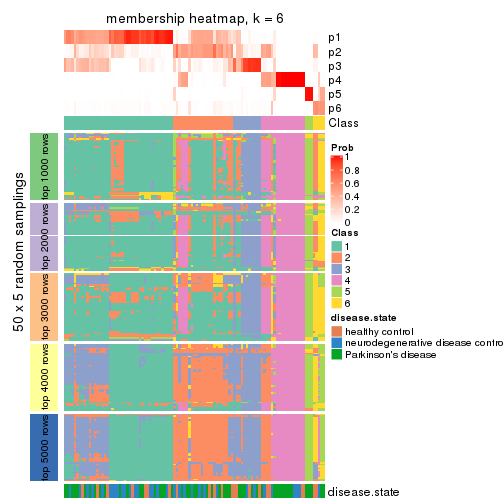 membership heatmap, k = 6
p1
p2
p3
p4
p5
p6
Class
50 x 5 random samplings
top 1000 rows
top 2000 rows
top 3000 rows
top 4000 rows
top 5000 rows
Prob
1
0.8
0.6
0.4
0.2
0
Class
1
2
3
4
5
6
disease.state
healthy control
neurodegenerative disease contro
Parkinson's disease
disease.state